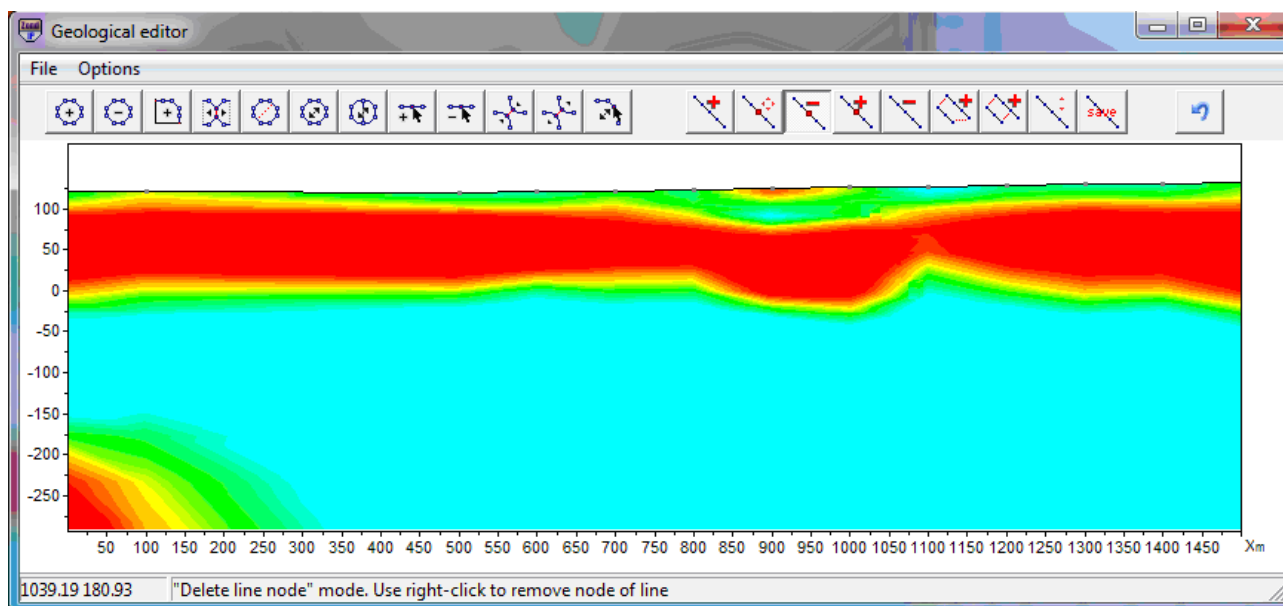 Geological editor
File Options
save
100
50
0
-50
-100
-150
-200
-250
50 100 150 200 250 300 350 400 450 500 550 600 650 700 750 800 850 900 950 1000 1050 1100 1150 1200 1250 1300 1350 1400 1450 Xm
1039.19 180.93 "Delete line node" mode. Use right-click to remove node of line